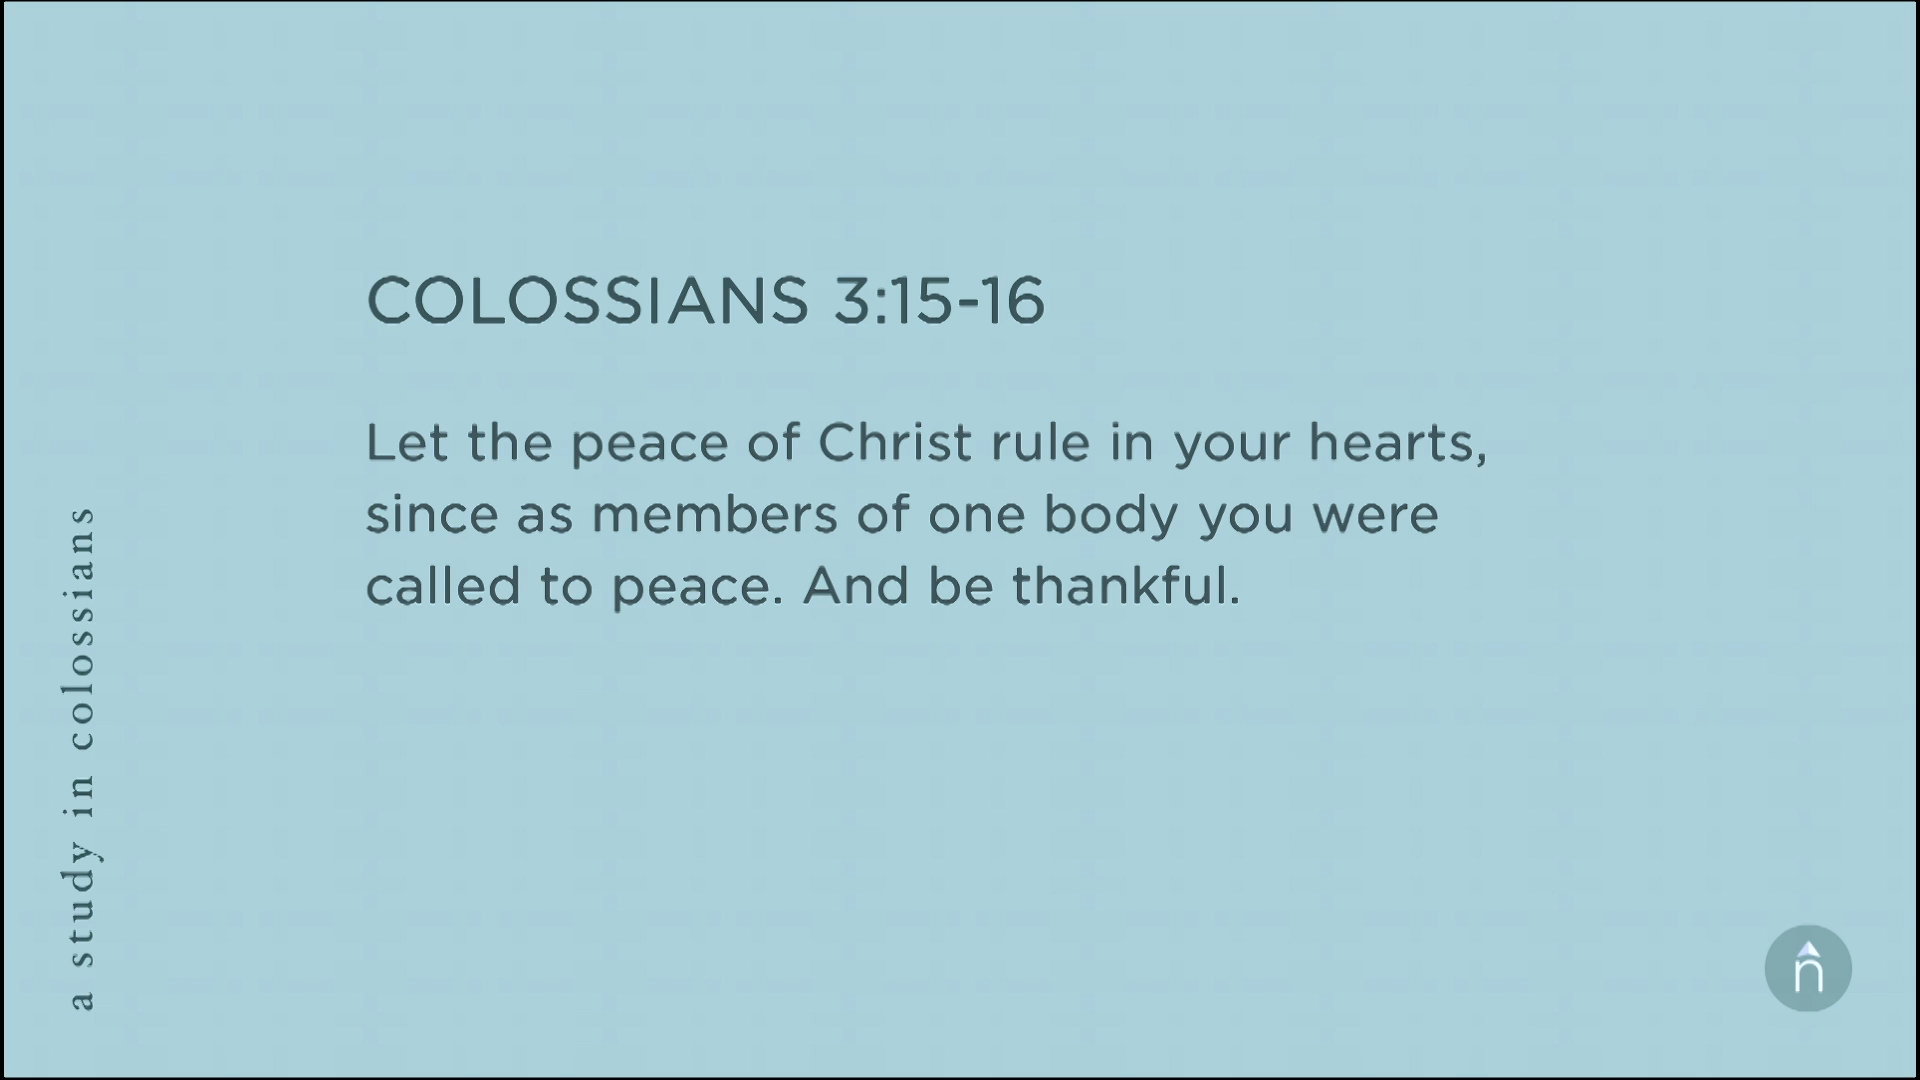 COLOSSIANS 3:15-16
Let the peace of Christ rule in your hearts,
since as members of one body you were
called to peace. And be thankful.
a study in colossians
n